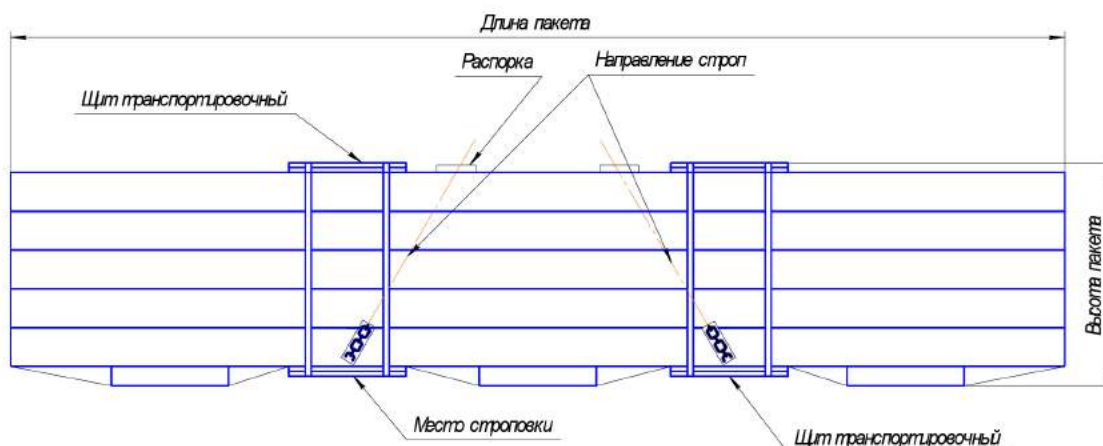 Длина пакета
Распорка
Направление строп
Щит транспортировочный
Высота пакета
Место строповки
Щит транспортировочный